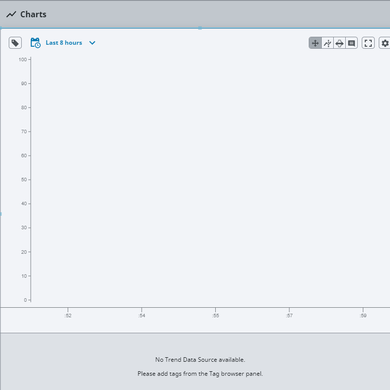 Charts
Last 8 hours
100
90
80
70
60
50
40
30
20
10
0
:52 :54 :55 :57 :59
No Trend Data Source available.
Please add tags from the Tag browser panel.